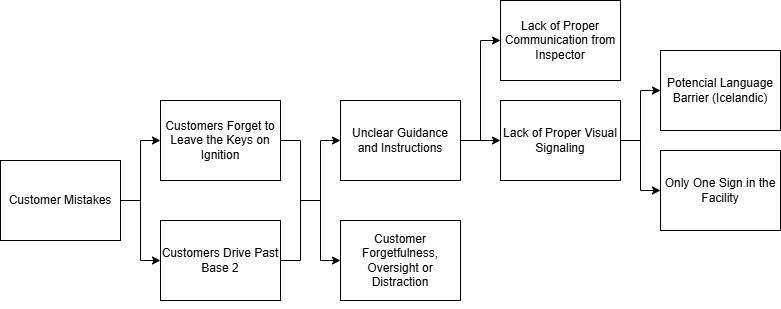 Customer Mistakes
Customers Forget to
Leave the Keys on
Ignition
Customers Drive Past
Base 2
Unclear Guidance
and Instructions
Customer
Forgetfulness,
Oversight or
Distraction
Lack of Proper
Communication from
Inspector
Lack of Proper Visual
Signaling
Potencial Language
Barrier (Icelandic)
Only One Sign in the
Facility